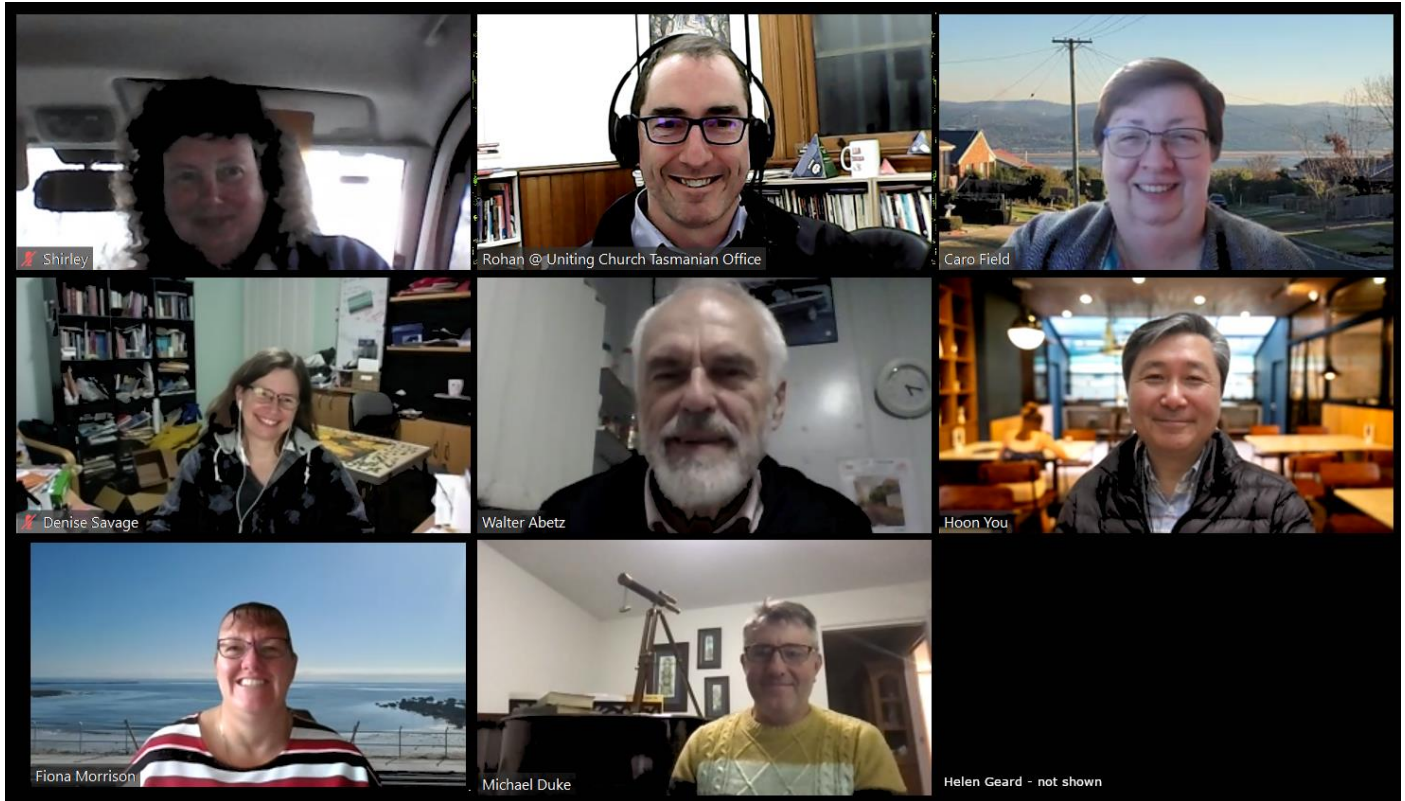 Shirley
Rohan @ Uniting Church Tasmanian Office
Caro Field
Denise Savage
Walter Abetz
Hoon You
Fiona Morrison
Michael Duke
Helen Geard - not shown